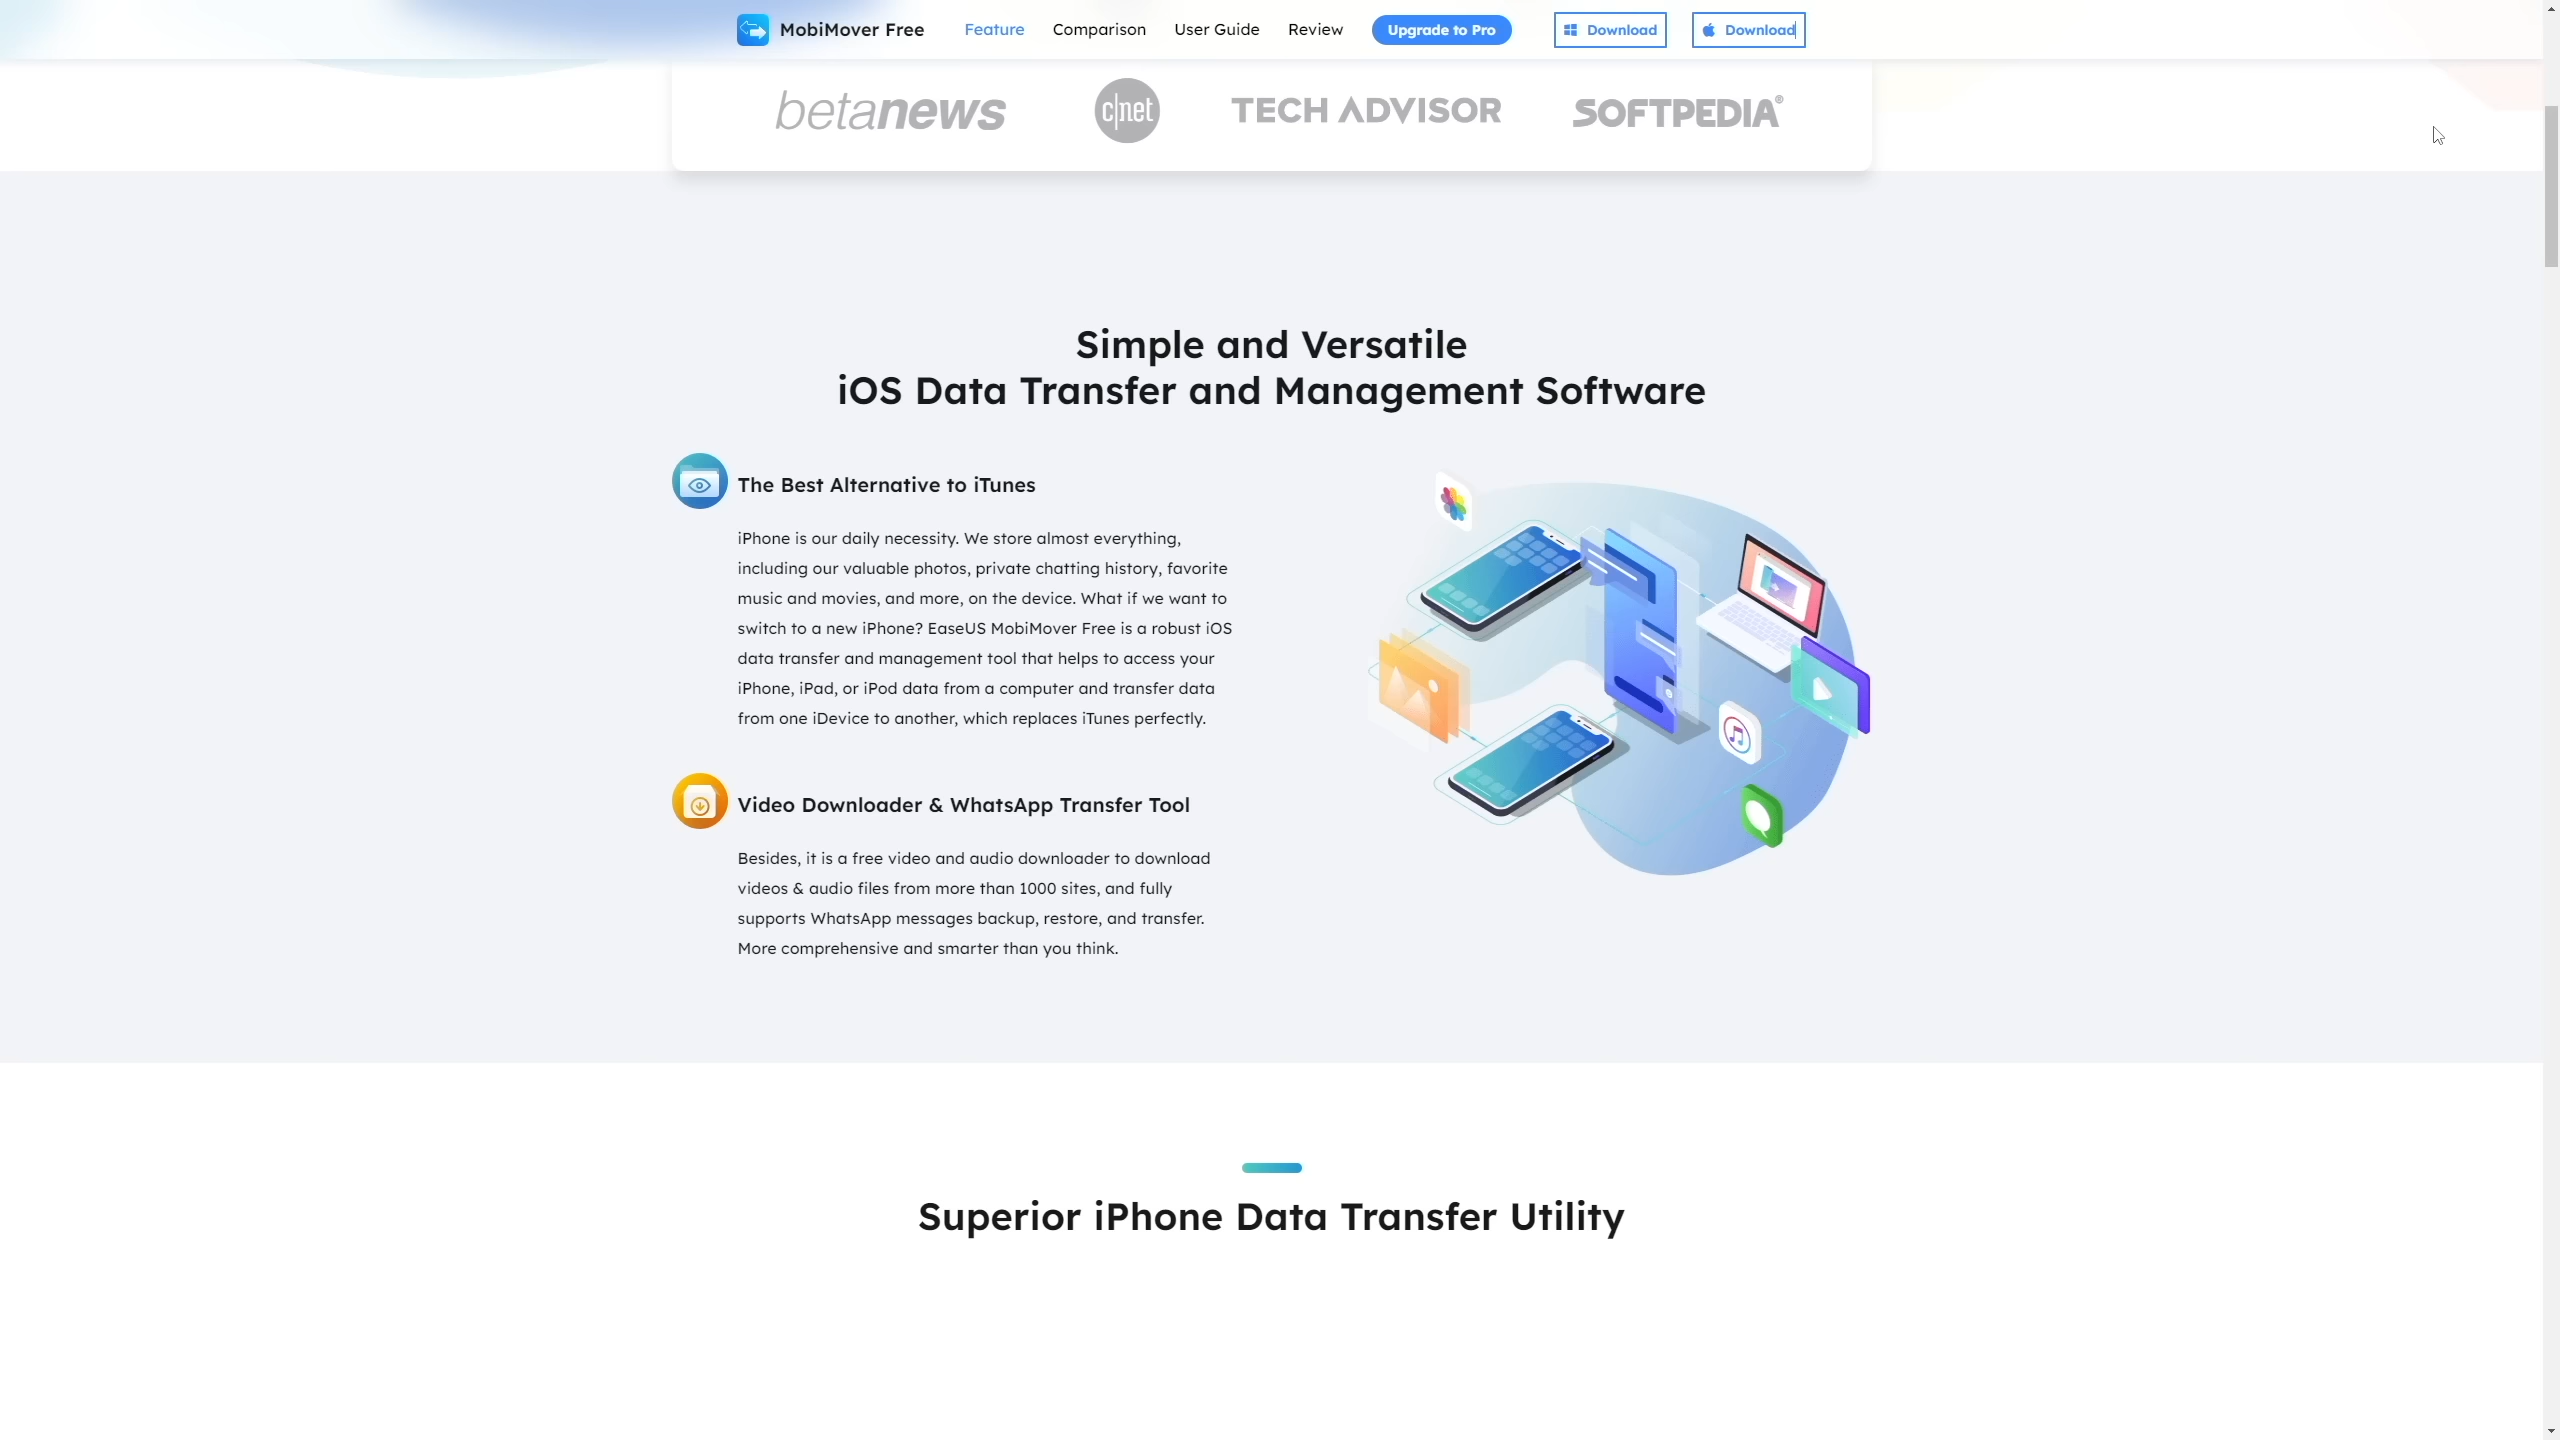 MobiMover Free Feature Comparison User Guide Review Upgrade to Pro Download Download
betanews c|net TECH ADVISOR SOFTPEDIA®
Simple and Versatile
iOS Data Transfer and Management Software
The Best Alternative to iTunes
iPhone is our daily necessity. We store almost everything,
including our valuable photos, private chatting history, favorite
music and movies, and more, on the device. What if we want to
switch to a new iPhone? EaseUS MobiMover Free is a robust iOS
data transfer and management tool that helps to access your
iPhone, iPad, or iPod data from a computer and transfer data
from one iDevice to another, which replaces iTunes perfectly.
Video Downloader & WhatsApp Transfer Tool
Besides, it is a free video and audio downloader to download
videos & audio files from more than 1000 sites, and fully
supports WhatsApp messages backup, restore, and transfer.
More comprehensive and smarter than you think.
Superior iPhone Data Transfer Utility